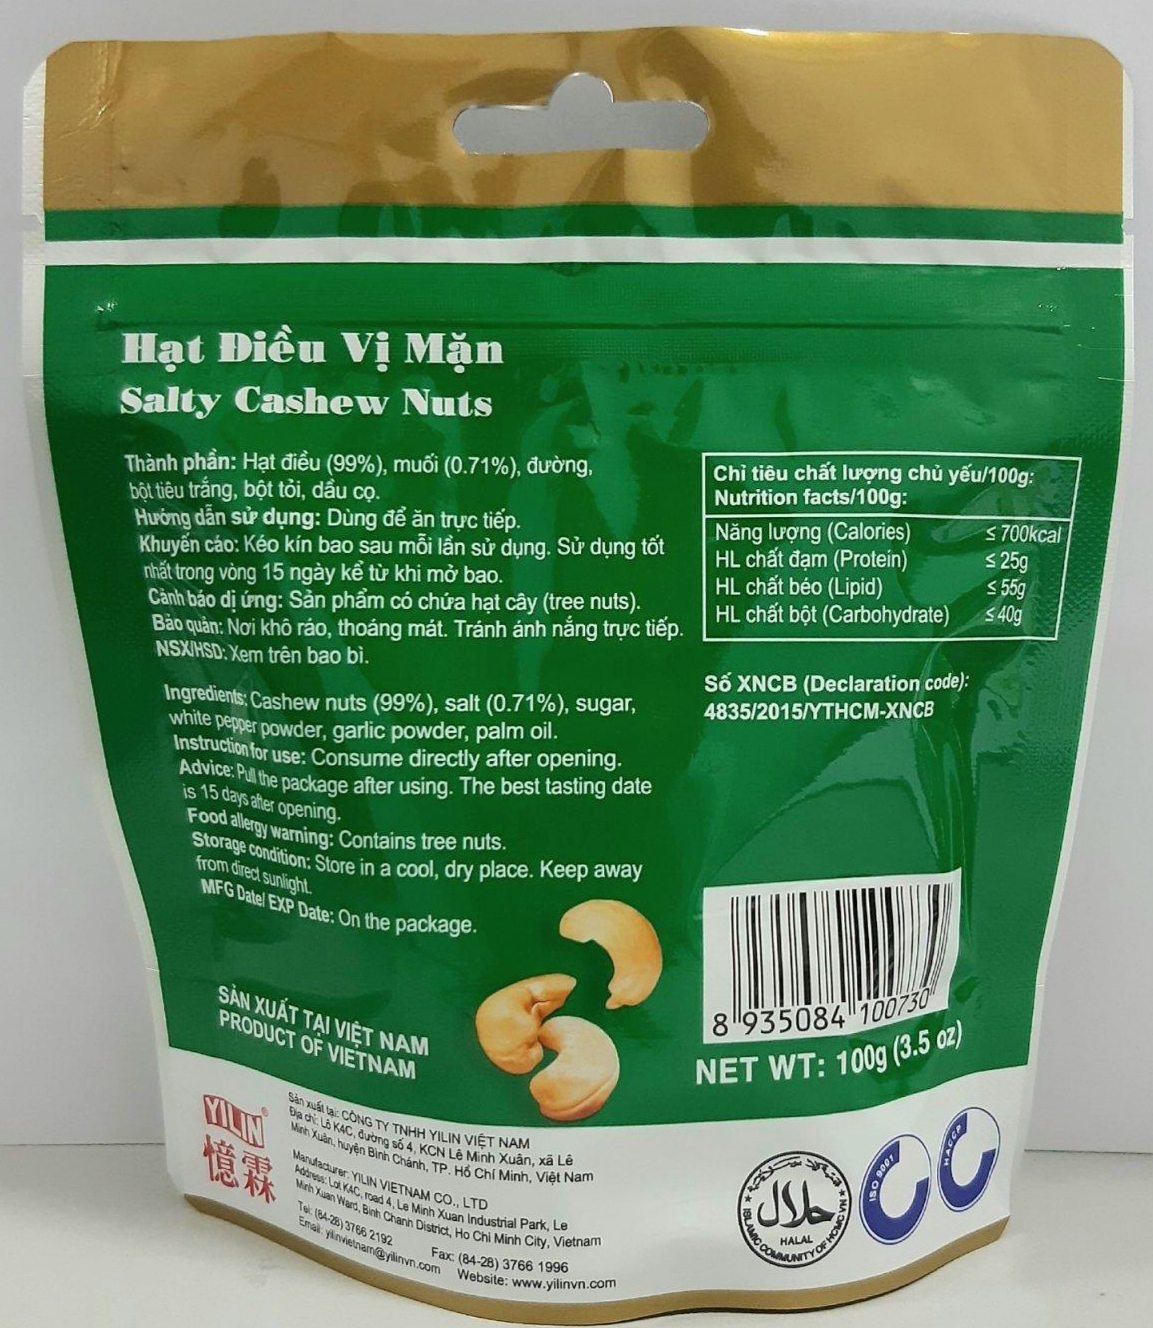 Hạt Điều Vị Mặn
Salty Cashew Nuts
Thành phần: Hạt điều (99%), muối (0.71%), đường,
bột tiêu trắng, bột tỏi, dầu cọ.
Hướng dẫn sử dụng: Dùng để ăn trực tiếp.
Khuyến cáo: Kéo kín bao sau mỗi lần sử dụng. Sử dụng tốt
nhất trong vòng 15 ngày kể từ khi mở bao.
Cảnh báo dị ứng: Sản phẩm có chứa hạt cây (tree nuts).
Bảo quản: Nơi khô ráo, thoáng mát. Tránh ánh nắng trực tiếp.
NSX/HSD: Xem trên bao bì.
Ingredients: Cashew nuts (99%), salt (0.71%), sugar,
white pepper powder, garlic powder, palm oil.
Instruction for use: Consume directly after opening.
Advice: Pull the package after using. The best tasting date
is 15 days after opening.
Food allergy warning: Contains tree nuts.
Storage condition: Store in a cool, dry place. Keep away
from direct sunlight.
MFG Date/ EXP Date: On the package.
Chỉ tiêu chất lượng chủ yếu/100g:
Nutrition facts/100g:
Năng lượng (Calories) ≤ 700kcal
HL chất đạm (Protein) ≤ 25g
HL chất béo (Lipid) ≤ 55g
HL chất bột (Carbohydrate) ≤ 40g
Số XNCB (Declaration code):
4835/2015/YTHCM-XNCB
8 935084 100730
NET WT: 100g (3.5 oz)
SẢN XUẤT TẠI VIỆT NAM
PRODUCT OF VIETNAM
YILIN®
憶霖
Sản xuất tại: CÔNG TY TNHH YILIN VIỆT NAM
Địa chỉ: Lô K4C, đường số 4, KCN Lê Minh Xuân, xã Lê
Minh Xuân, huyện Bình Chánh, TP. Hồ Chí Minh, Việt Nam
Manufacturer: YILIN VIETNAM CO., LTD
Address: Lot K4C, road 4, Le Minh Xuan Industrial Park, Le
Minh Xuan Ward, Binh Chanh District, Ho Chi Minh City, Vietnam
Tel: (84-28) 3766 2192 Fax: (84-28) 3766 1996
Email: yilinvietnam@yilinvn.com Website: www.yilinvn.com
حلال
HALAL
ISLAMIC COMMUNITY OF HCMC VN
ISO 9001
HACCP